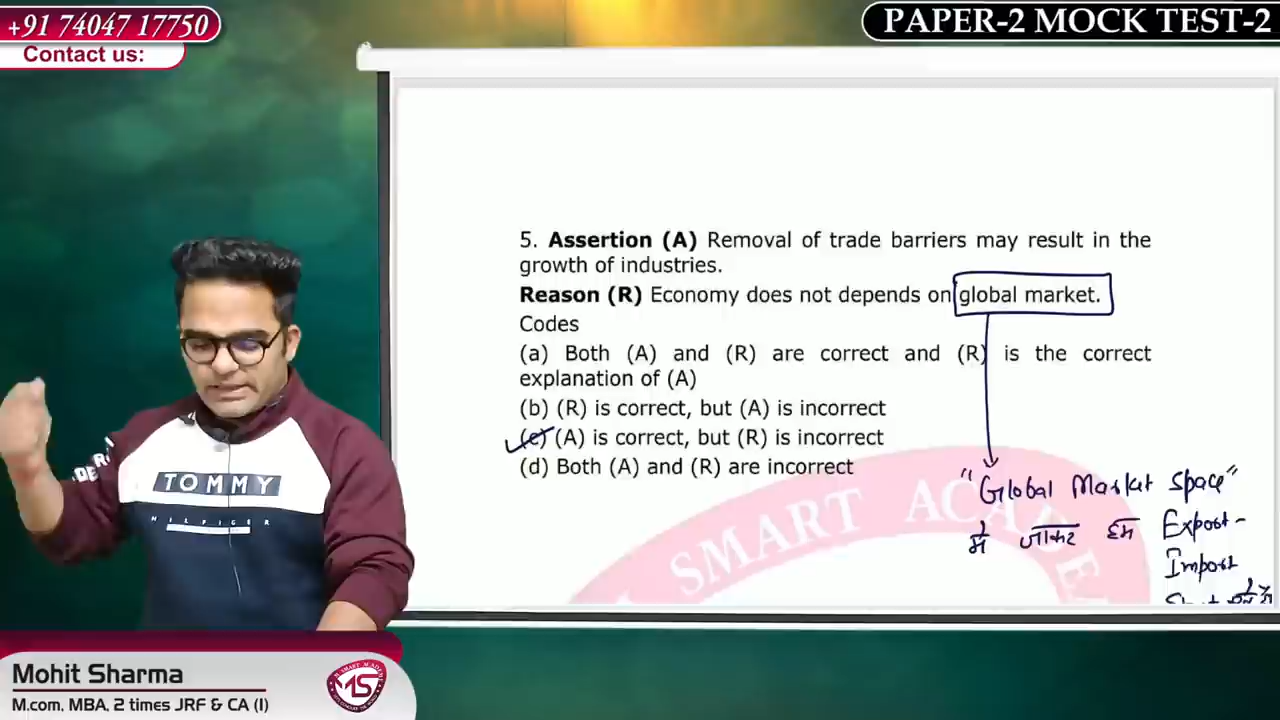 +91 74047 17750
Contact us:
PAPER-2 MOCK TEST-2
5. Assertion (A) Removal of trade barriers may result in the
growth of industries.
Reason (R) Economy does not depends on global market.
Codes
(a) Both (A) and (R) are correct and (R) is the correct
explanation of (A)
(b) (R) is correct, but (A) is incorrect
(c) (A) is correct, but (R) is incorrect
(d) Both (A) and (R) are incorrect
"Global Market Space"
में जाकर हम Export-
Import
SMART ACADE
TOMMY
HILFIGER
Mohit Sharma
M.com, MBA, 2 times JRF & CA (I)
MS